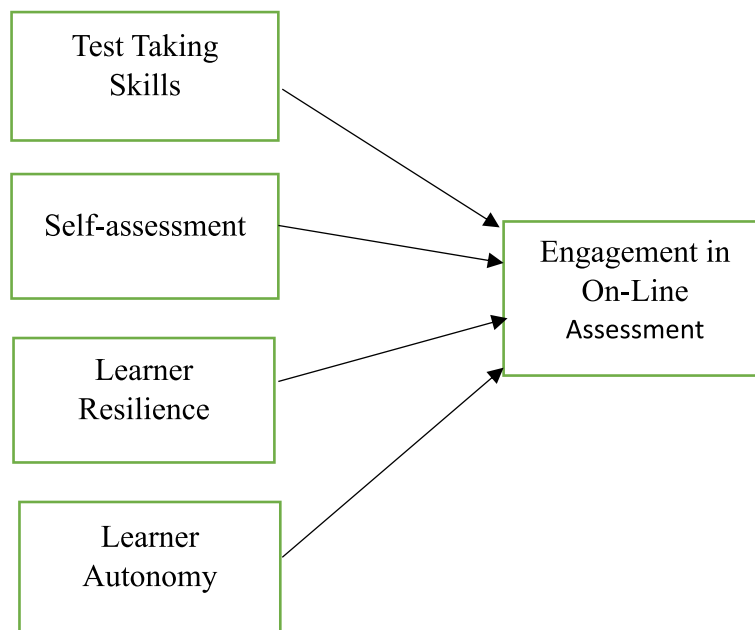 Test Taking
Skills
Self-assessment
Learner
Resilience
Learner
Autonomy
Engagement in
On-Line
Assessment